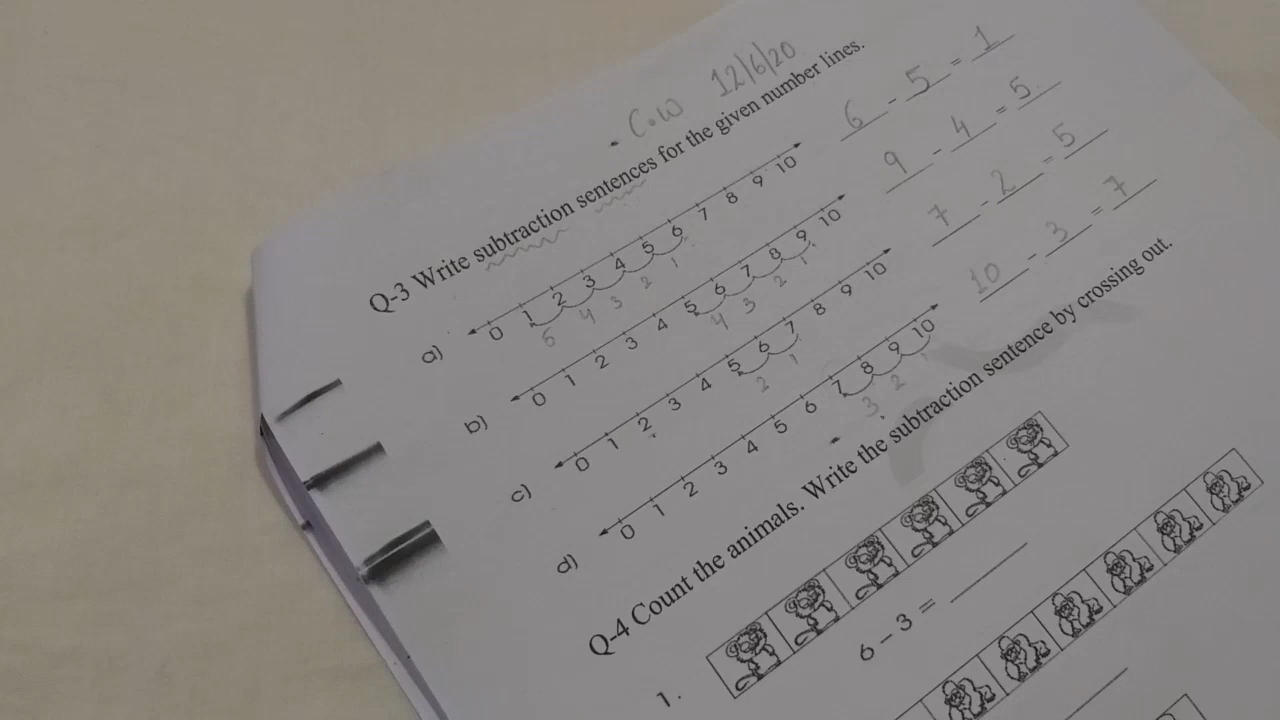 C.W 12/6/20
Q-3 Write subtraction sentences for the given number lines.
a) 0 1 2 3 4 5 6 7 8 9 10 6 - 5 = 1
5 4 3 2 1
b) 0 1 2 3 4 5 6 7 8 9 10 9 - 4 = 5
4 3 2 1
c) 0 1 2 3 4 5 6 7 8 9 10 7 - 2 = 5
2 1
d) 0 1 2 3 4 5 6 7 8 9 10 10 - 3 = 7
3 2 1
Q-4 Count the animals. Write the subtraction sentence by crossing out.
1.
6 – 3 =